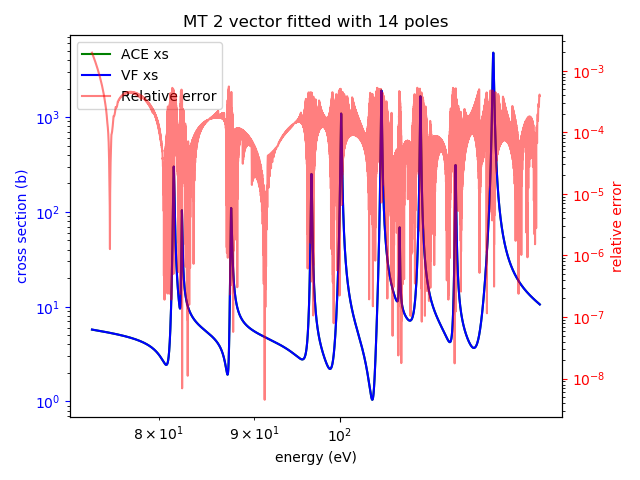 MT 2 vector fitted with 14 poles
ACE xs
VF xs
Relative error
cross section (b)
10³
10²
10¹
10⁰
10⁻³
10⁻⁴
10⁻⁵
10⁻⁶
10⁻⁷
10⁻⁸
relative error
8 × 10¹
9 × 10¹
10²
energy (eV)